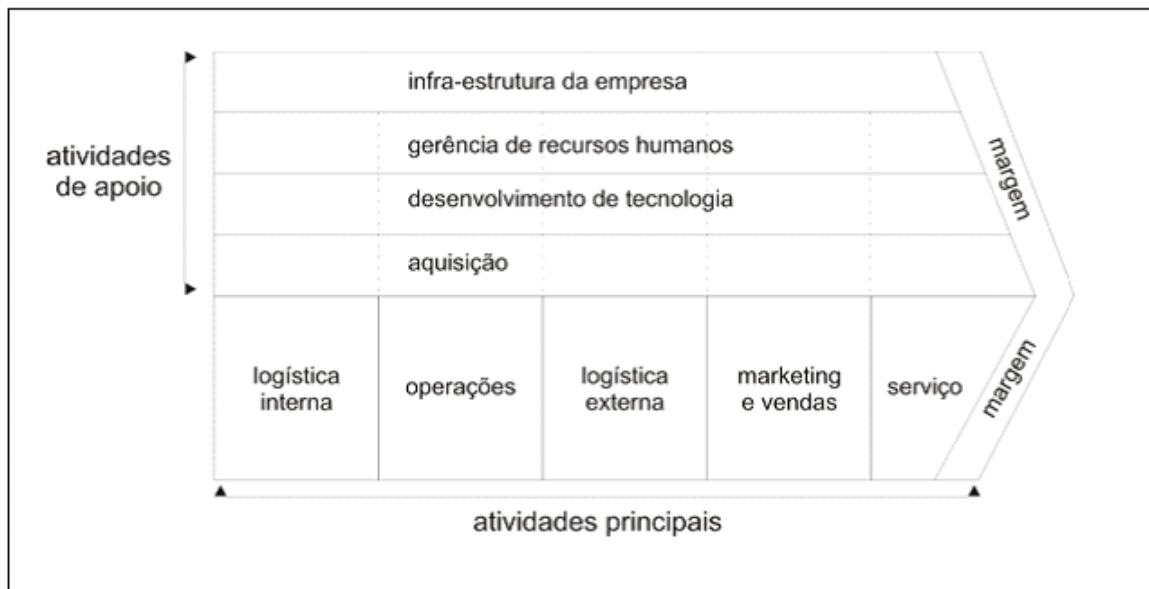 infra-estrutura da empresa
gerência de recursos humanos
desenvolvimento de tecnologia
aquisição
atividades
de apoio
margem
logística
interna
operações
logística
externa
marketing
e vendas
serviço
margem
atividades principais